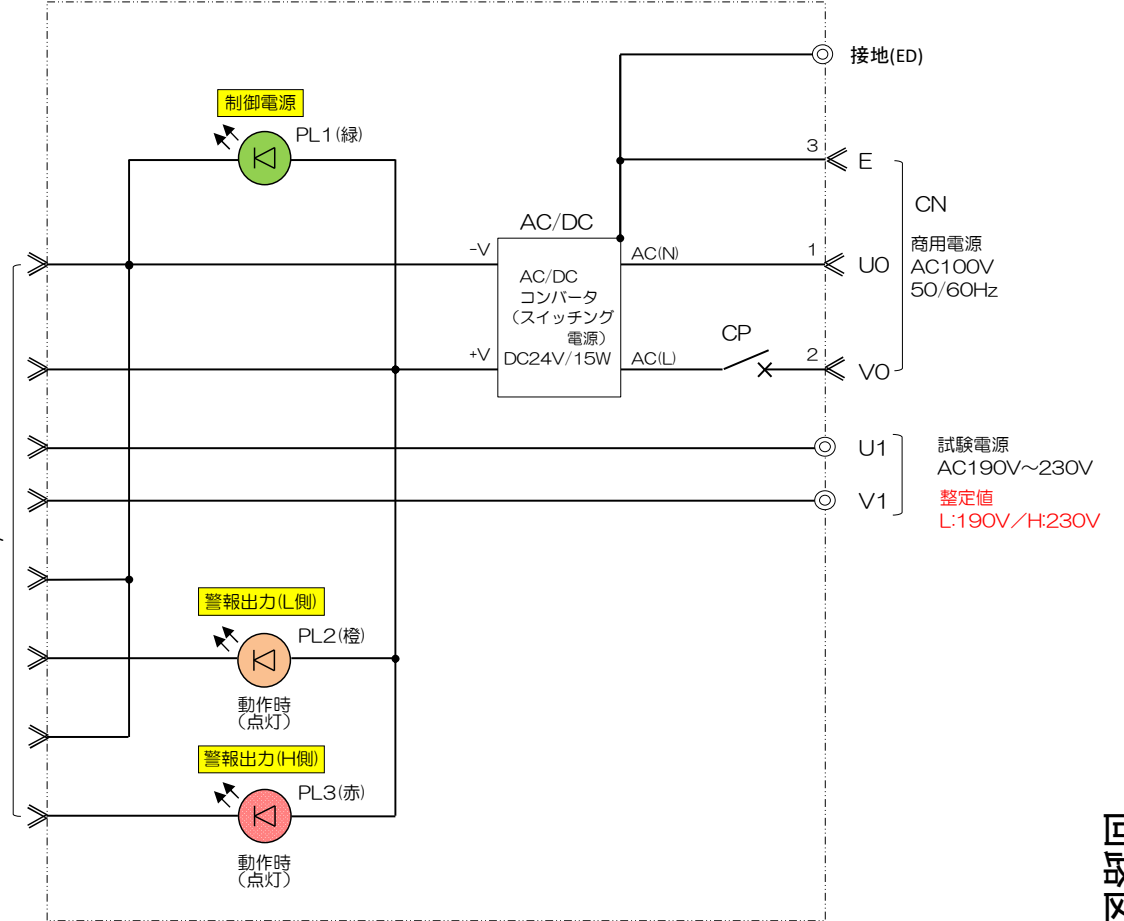 接地(ED)
制御電源
PL1(緑)
3
E
CN
AC/DC
商用電源
AC100V
50/60Hz
-V
AC(N)
1
U0
AC/DC
コンバータ
(スイッチング
電源)
DC24V/15W
+V
AC(L)
CP
2
V0
U1
試験電源
AC190V~230V
V1
整定値
L:190V/H:230V
警報出力(L側)
PL2(橙)
動作時
(点灯)
警報出力(H側)
PL3(赤)
動作時
(点灯)